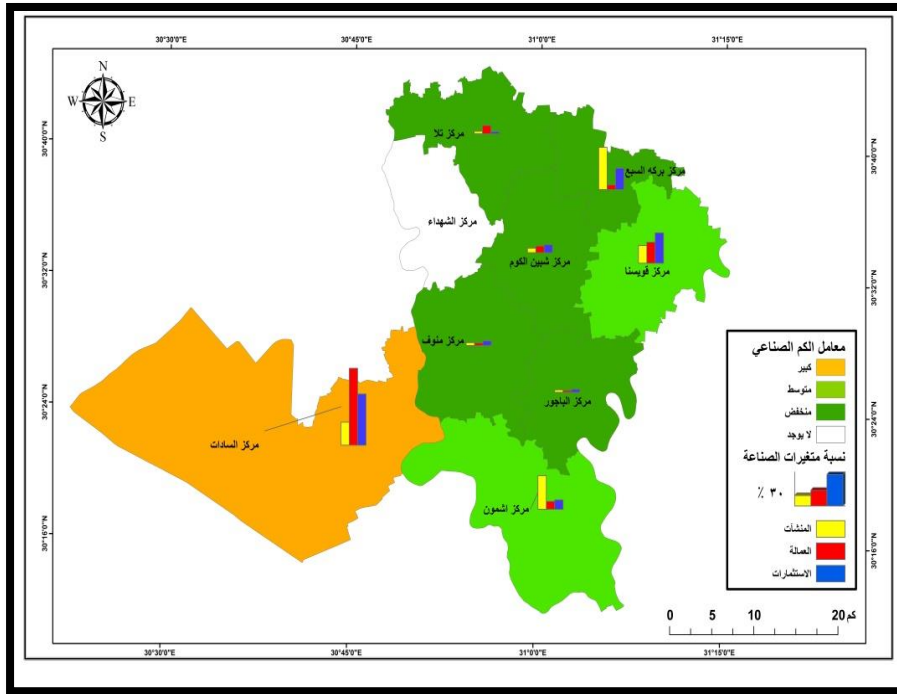 30°30'0"E
30°45'0"E
31°0'0"E
31°15'0"E
N
W
E
S
30°40'0"N
30°40'0"N
مركز تلا
مركز بركه السبع
مركز الشهداء
مركز شبين الكوم
مركز قويسنا
30°32'0"N
30°32'0"N
مركز منوف
مركز الباجور
30°24'0"N
30°24'0"N
مركز السادات
مركز اشمون
30°16'0"N
30°16'0"N
معامل الكم الصناعي
كبير
متوسط
منخفض
لا يوجد
نسبة متغيرات الصناعة
٣٠ ٪
المنشآت
العمالة
الاستثمارات
0 5 10 20 كم
30°30'0"E
30°45'0"E
31°0'0"E
31°15'0"E